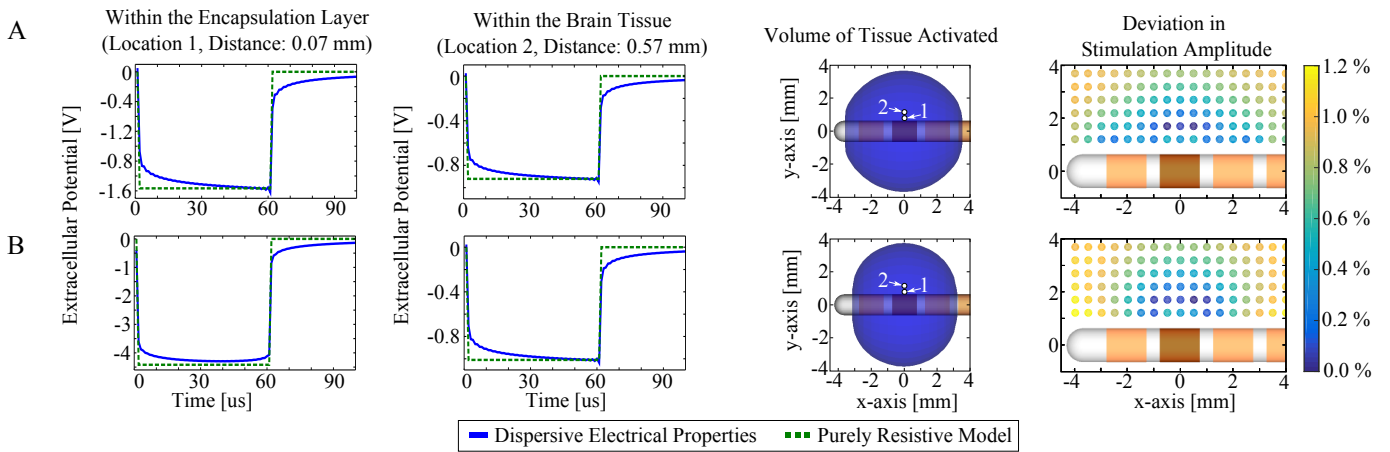 A
Within the Encapsulation Layer
(Location 1, Distance: 0.07 mm)
Within the Brain Tissue
(Location 2, Distance: 0.57 mm)
Volume of Tissue Activated
Deviation in
Stimulation Amplitude
Extracellular Potential [V]
0
-0.4
-0.8
-1.2
-1.6
0 30 60 90
Extracellular Potential [V]
0
-0.4
-0.8
0 30 60 90
y-axis [mm]
4
2
0
-2
-4
-4 -2 0 2 4
2
1
4
2
0
-4 -2 0 2 4
1.2 %
1.0 %
0.8 %
0.6 %
0.4 %
0.2 %
0.0 %
B
0
-1
-2
-3
-4
0 30 60 90
Time [us]
0
-0.4
-0.8
0 30 60 90
Time [us]
y-axis [mm]
4
2
0
-2
-4
-4 -2 0 2 4
x-axis [mm]
2
1
4
2
0
-4 -2 0 2 4
x-axis [mm]
Dispersive Electrical Properties
Purely Resistive Model